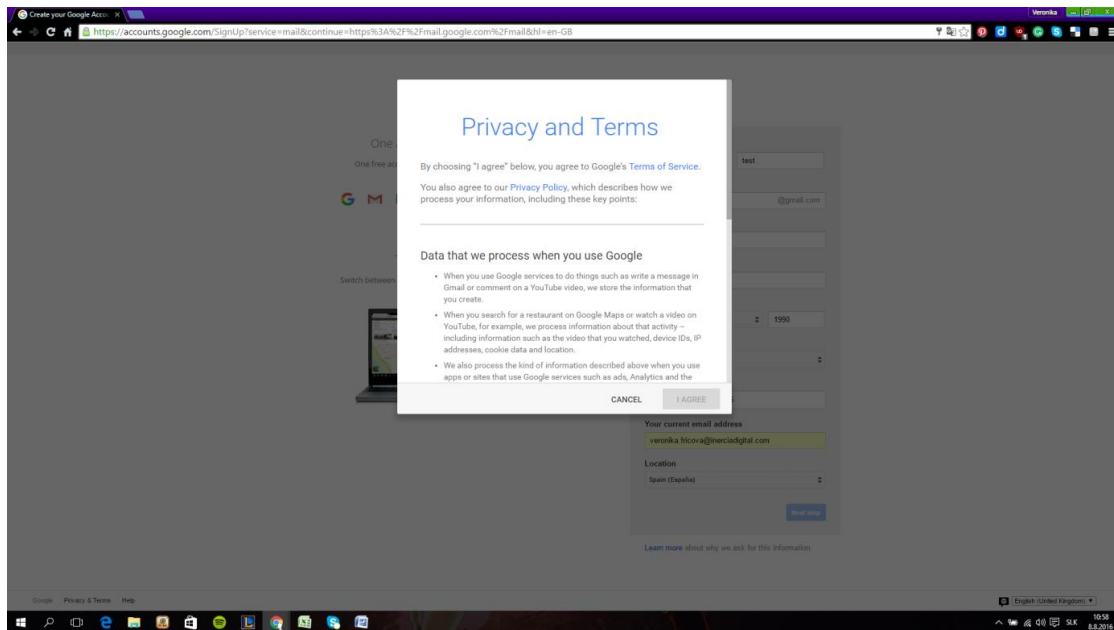 Create your Google Acco
Veronika
https://accounts.google.com/SignUp?service=mail&continue=https%3A%2F%2Fmail.google.com%2Fmail&hl=en-GB
One
One free acc
Switch between
Privacy and Terms
By choosing "I agree" below, you agree to Google's Terms of Service.
You also agree to our Privacy Policy, which describes how we
process your information, including these key points:
Data that we process when you use Google
• When you use Google services to do things such as write a message in
Gmail or comment on a YouTube video, we store the information that
you create.
• When you search for a restaurant on Google Maps or watch a video on
YouTube, for example, we process information about that activity –
including information such as the video that you watched, device IDs, IP
addresses, cookie data and location.
• We also process the kind of information described above when you use
apps or sites that use Google services such as ads, Analytics and the
CANCEL
I AGREE
test
@gmail.com
1990
Your current email address
veronika.fricova@inerciadigital.com
Location
Spain (España)
Next step
Learn more about why we ask for this information.
Google Privacy & Terms Help
English (United Kingdom)
SLK
10:58
8.8.2016